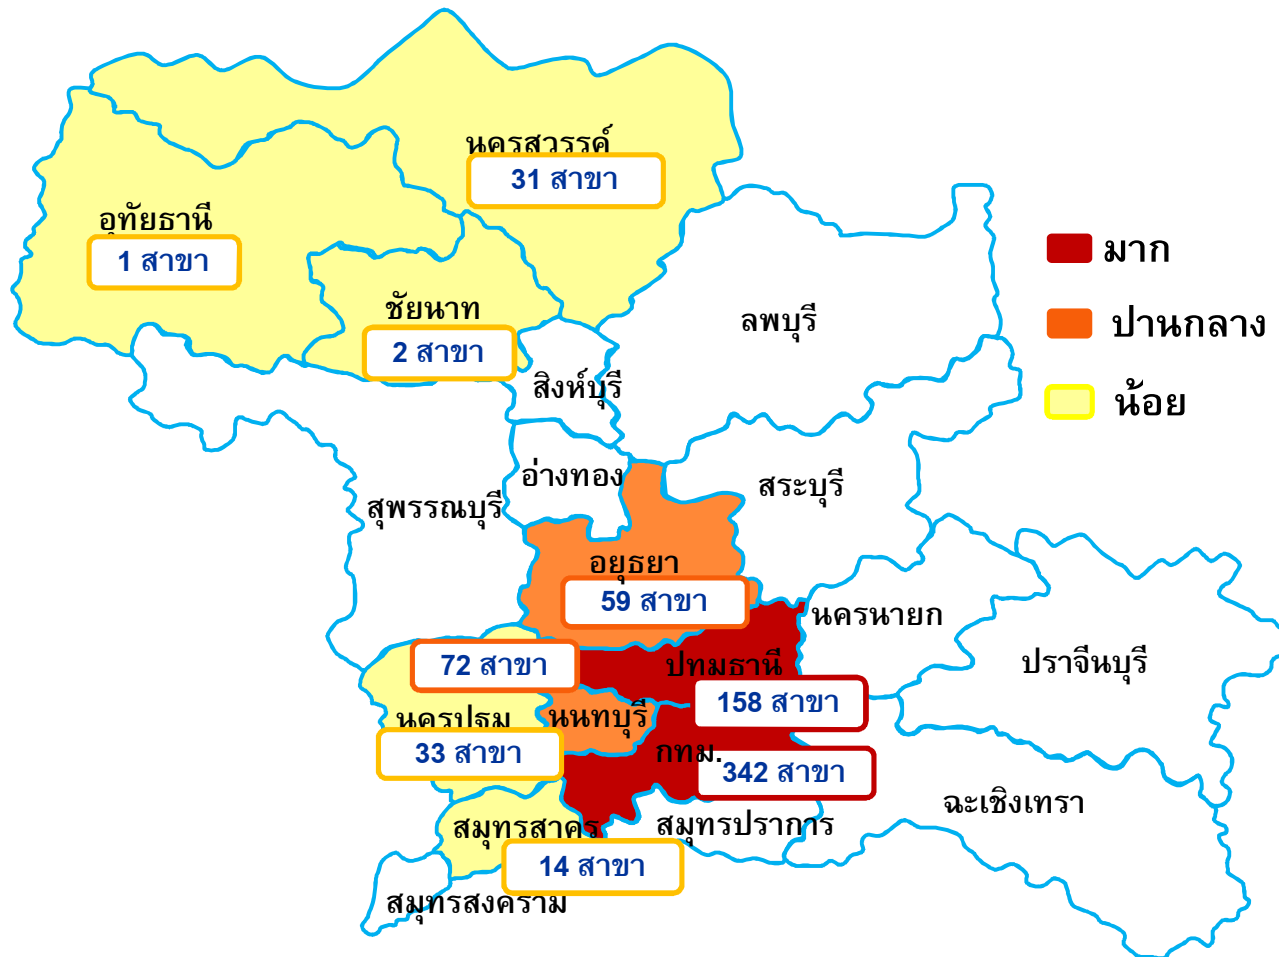 นครสวรรค์
31 สาขา
อุทัยธานี
1 สาขา
มาก
ชัยนาท
2 สาขา
ลพบุรี
ปานกลาง
สิงห์บุรี
น้อย
อ่างทอง
สระบุรี
สุพรรณบุรี
อยุธยา
59 สาขา
นครนายก
72 สาขา
ปทุมธานี
158 สาขา
ปราจีนบุรี
นครปฐม
33 สาขา
นนทบุรี
กทม.
342 สาขา
ฉะเชิงเทรา
สมุทรสาคร
14 สาขา
สมุทรปราการ
สมุทรสงคราม